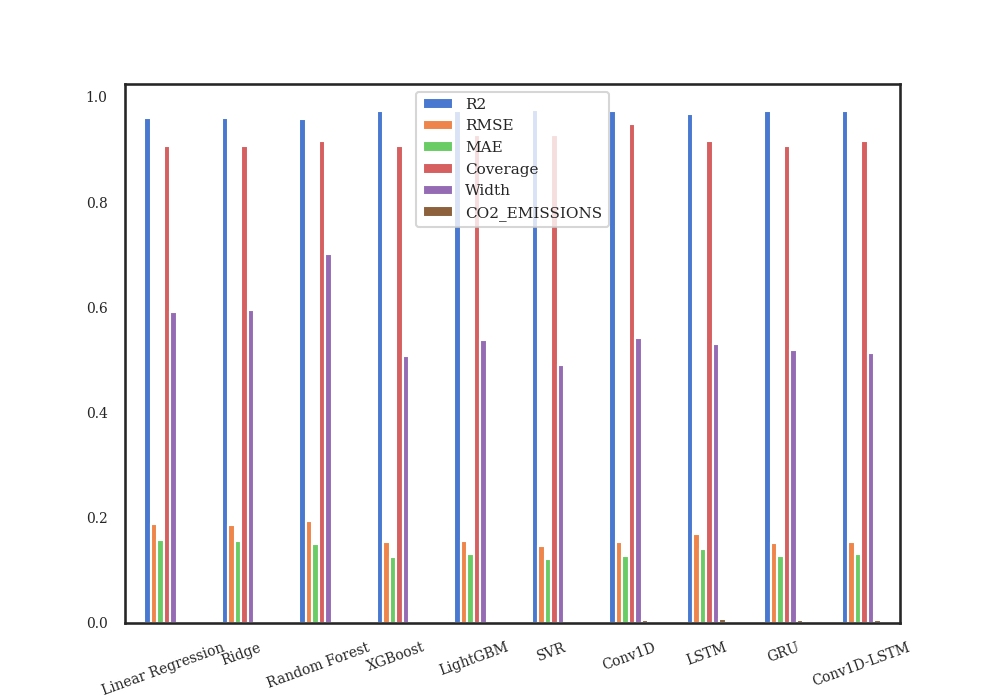 1.0
0.8
0.6
0.4
0.2
0.0
R2
RMSE
MAE
Coverage
Width
CO2_EMISSIONS
Linear Regression
Ridge
Random Forest
XGBoost
LightGBM
SVR
Conv1D
LSTM
GRU
Conv1D-LSTM